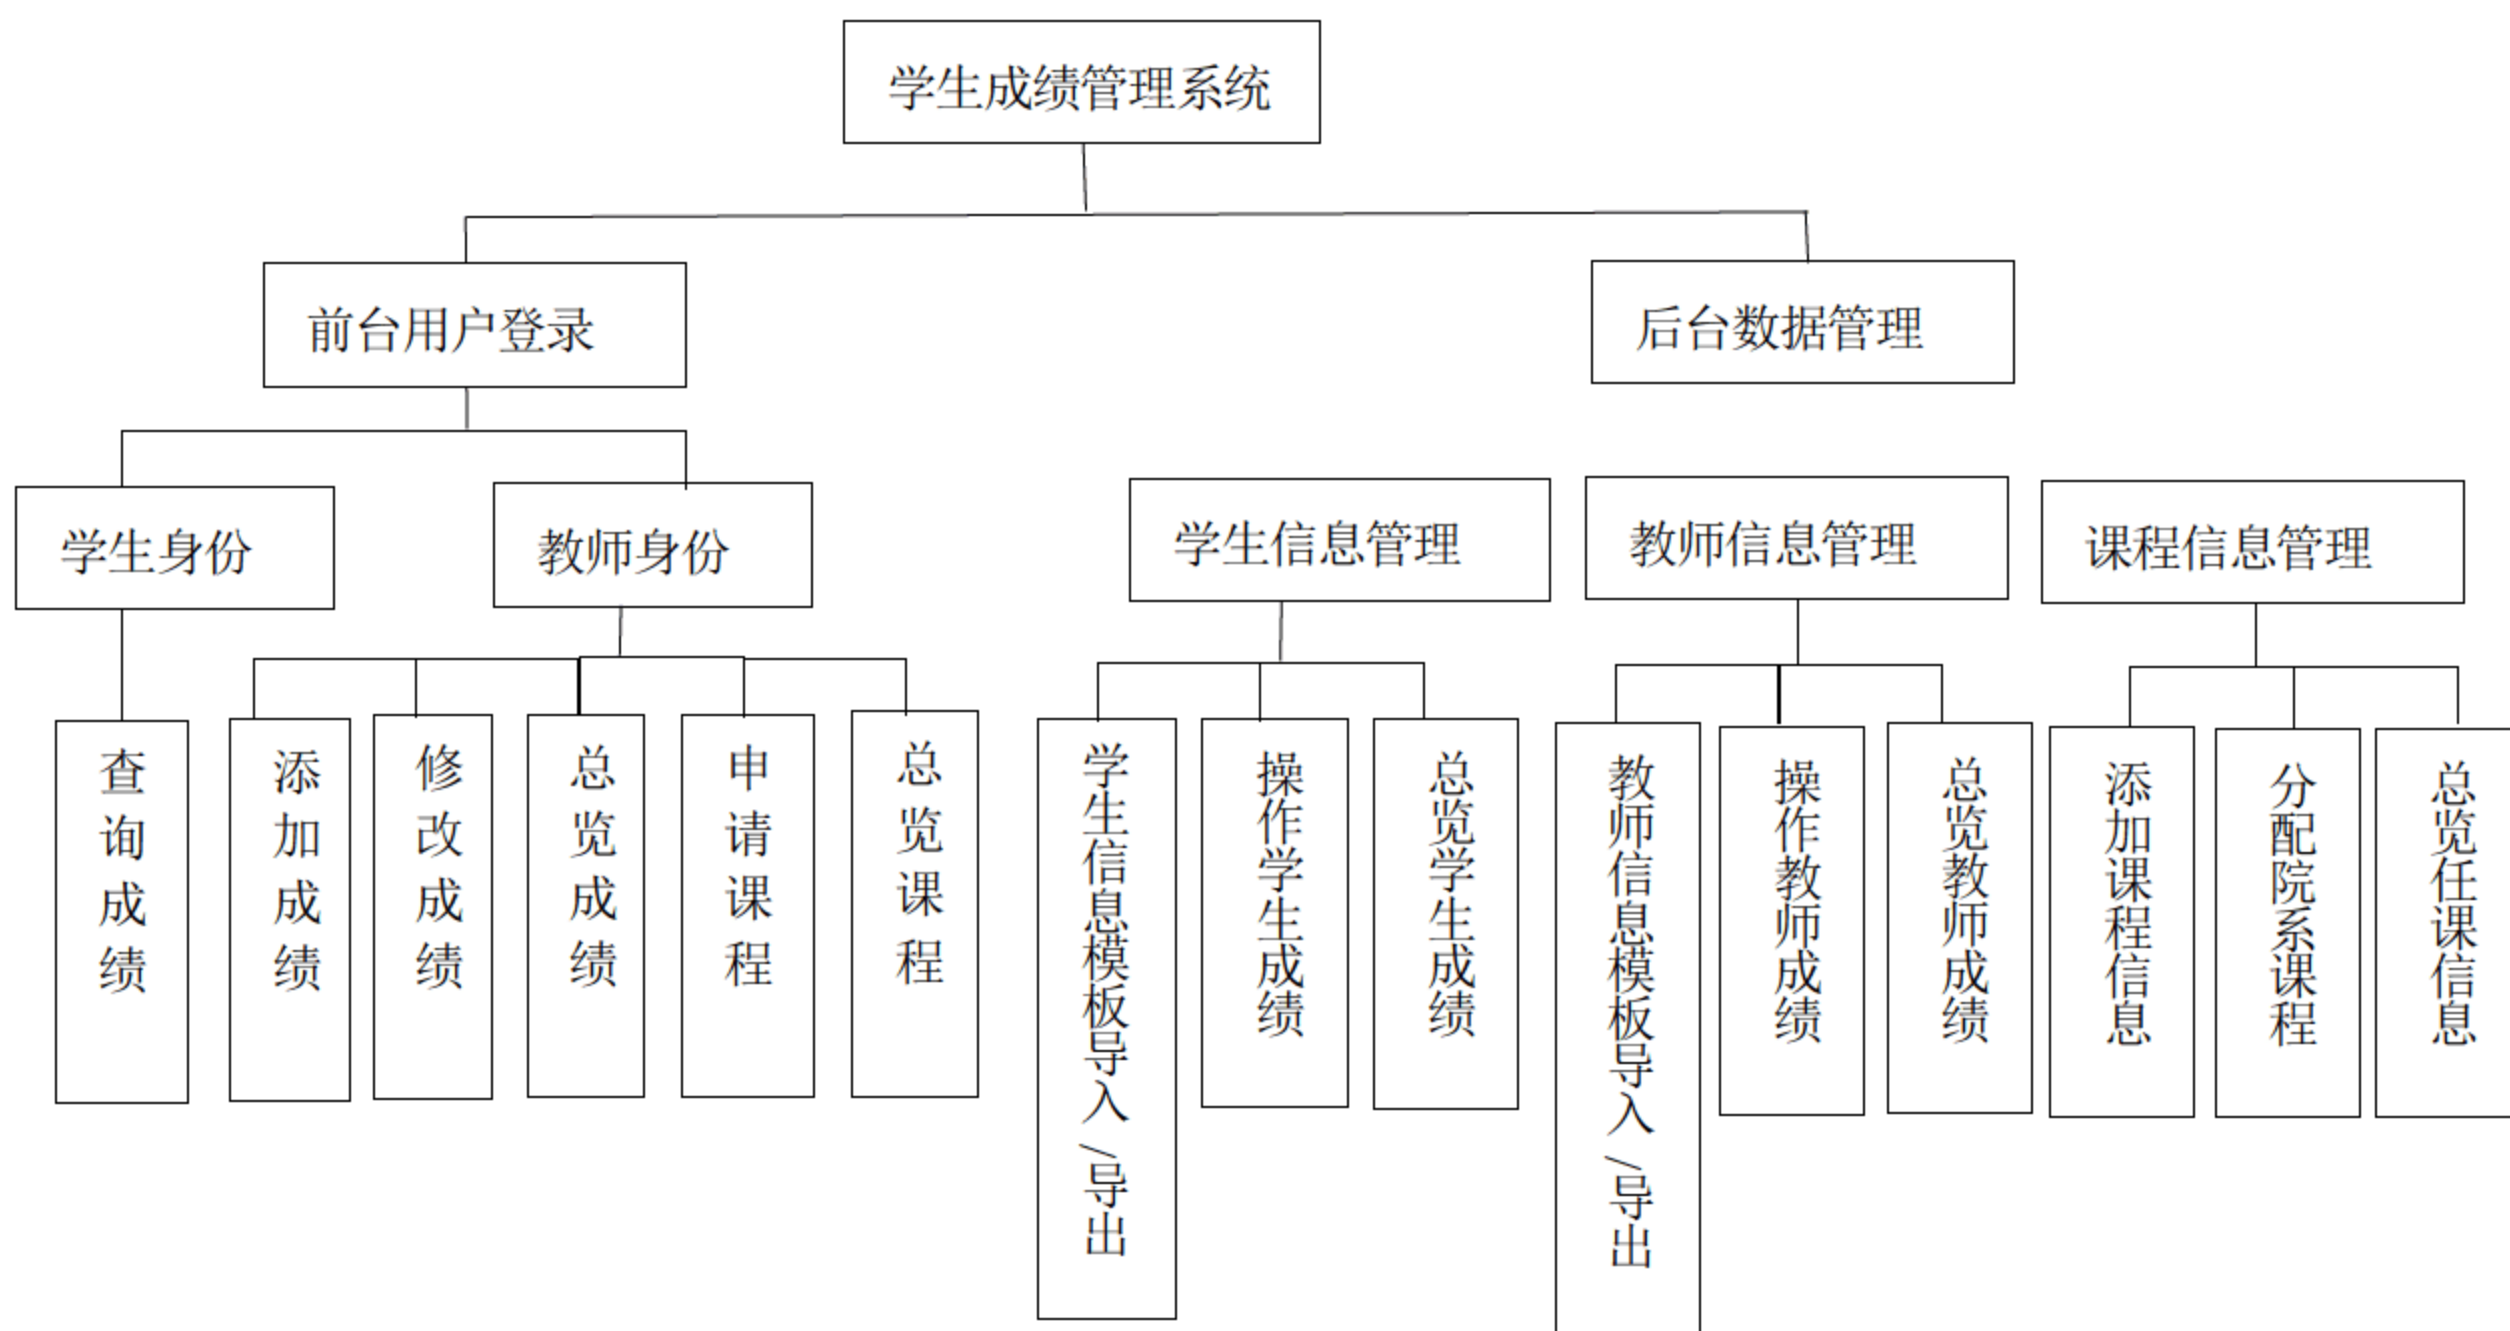 学生成绩管理系统
前台用户登录
后台数据管理
学生身份
教师身份
学生信息管理
教师信息管理
课程信息管理
查询成绩
添加成绩
修改成绩
总览成绩
申请课程
总览课程
学生信息模板导入/导出
操作学生成绩
总览学生成绩
教师信息模板导入/导出
操作教师成绩
总览教师成绩
添加课程信息
分配院系课程
总览任课信息